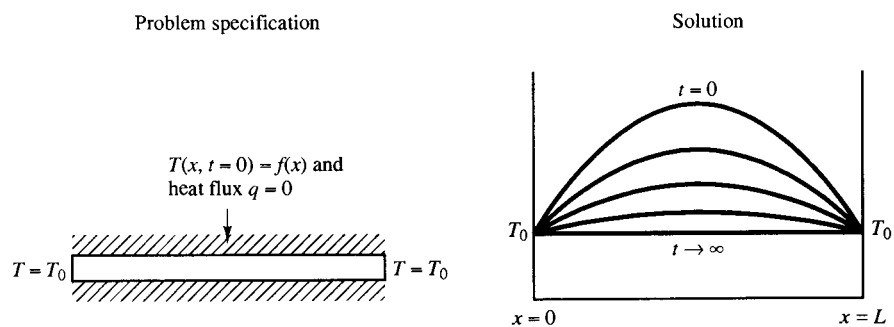 Problem specification
T(x, t = 0) = f(x) and
heat flux q = 0
T = T₀
T = T₀
Solution
t = 0
T₀
T₀
t → ∞
x = 0
x = L